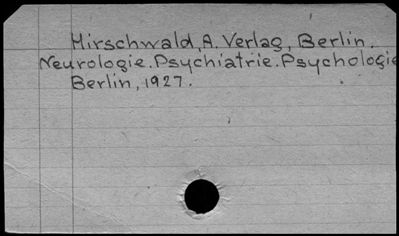 Hirschwald, A. Verlag, Berlin.
Neurologie. Psychiatrie. Psychologie
Berlin, 1927.